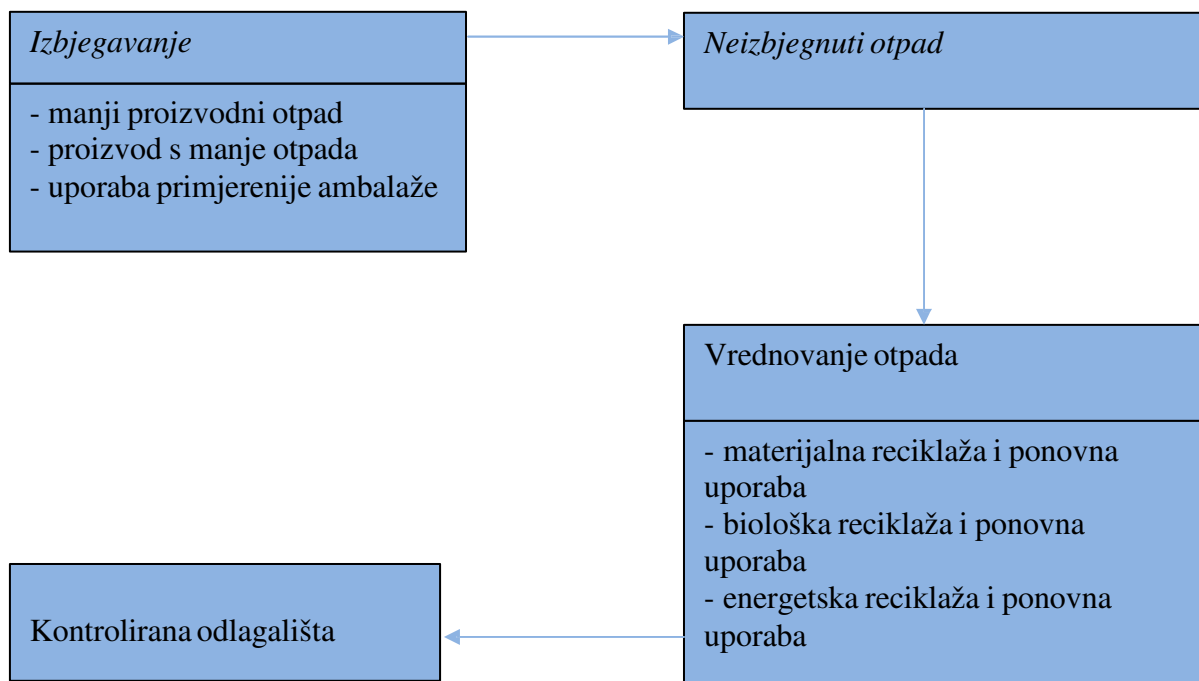 Izbjegavanje
- manji proizvodni otpad
- proizvod s manje otpada
- uporaba primjerenije ambalaže
Neizbjegnuti otpad
Vrednovanje otpada
- materijalna reciklaža i ponovna
uporaba
- biološka reciklaža i ponovna
uporaba
- energetska reciklaža i ponovna
uporaba
Kontrolirana odlagališta